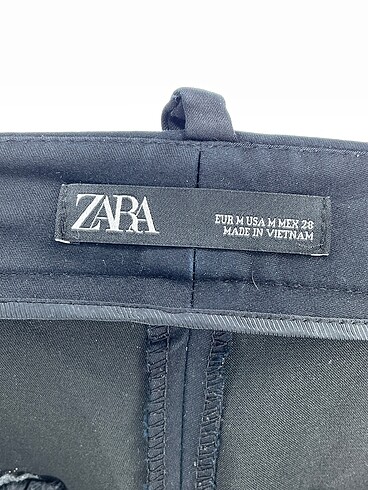 ZARA
EUR M USA M MEX 28
MADE IN VIETNAM